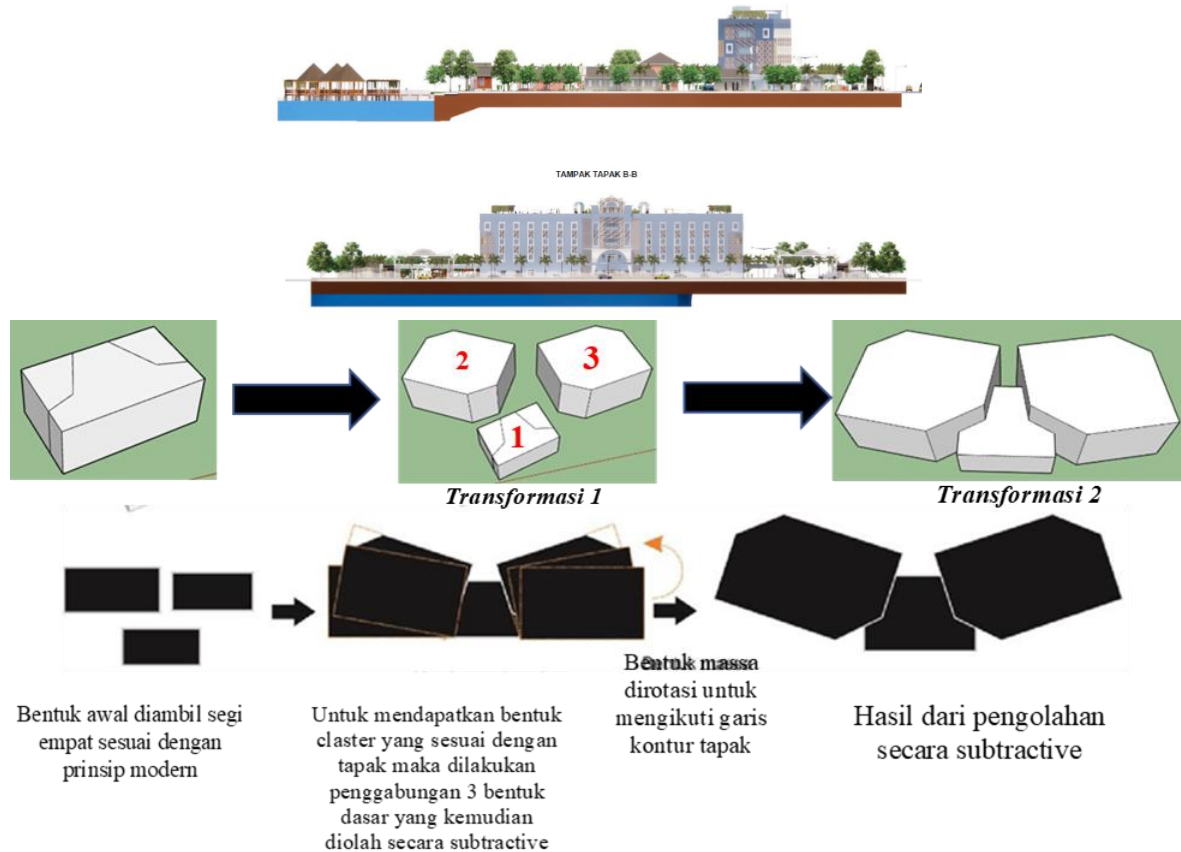 TAMPAK TAPAK B-B
2
3
1
Transformasi 1
Transformasi 2
Bentuk awal diambil segi
empat sesuai dengan
prinsip modern
Untuk mendapatkan bentuk
claster yang sesuai dengan
tapak maka dilakukan
penggabungan 3 bentuk
dasar yang kemudian
diolah secara subtractive
Bentuk massa
dirotasi untuk
mengikuti garis
kontur tapak
Hasil dari pengolahan
secara subtractive